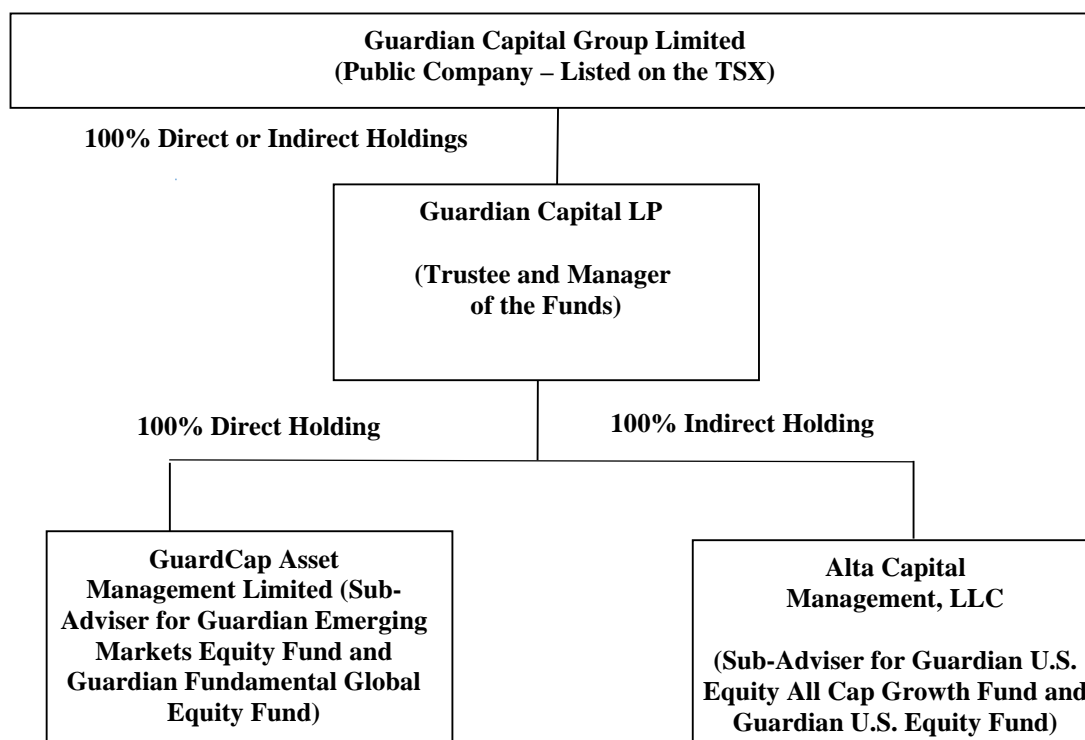 Guardian Capital Group Limited
(Public Company – Listed on the TSX)
100% Direct or Indirect Holdings
Guardian Capital LP
(Trustee and Manager
of the Funds)
100% Direct Holding
100% Indirect Holding
GuardCap Asset
Management Limited (Sub-
Adviser for Guardian Emerging
Markets Equity Fund and
Guardian Fundamental Global
Equity Fund)
Alta Capital
Management, LLC
(Sub-Adviser for Guardian U.S.
Equity All Cap Growth Fund and
Guardian U.S. Equity Fund)